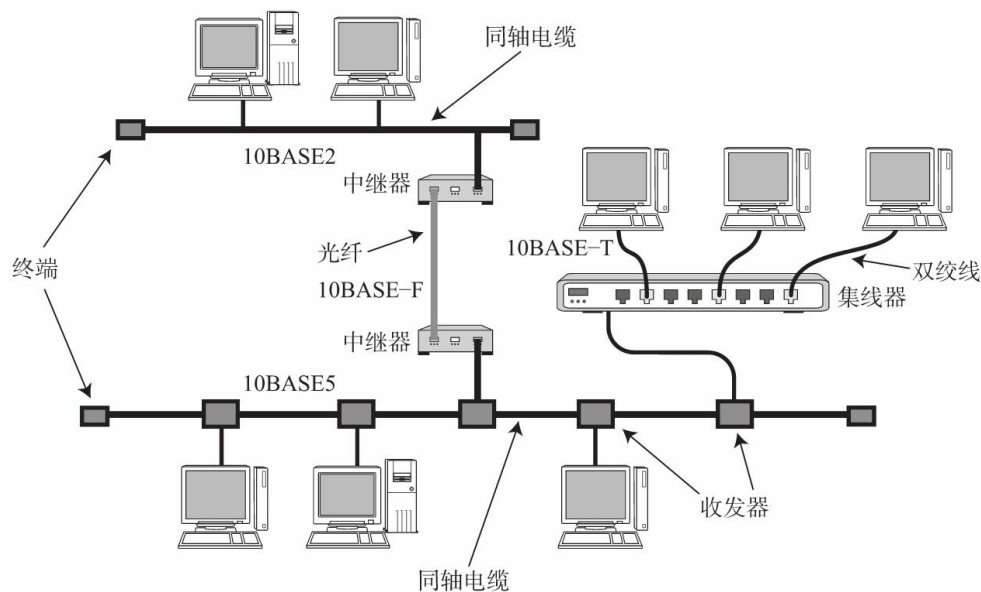 同轴电缆
10BASE2
中继器
光纤
10BASE-T
终端
双绞线
10BASE-F
集线器
中继器
10BASE5
收发器
同轴电缆